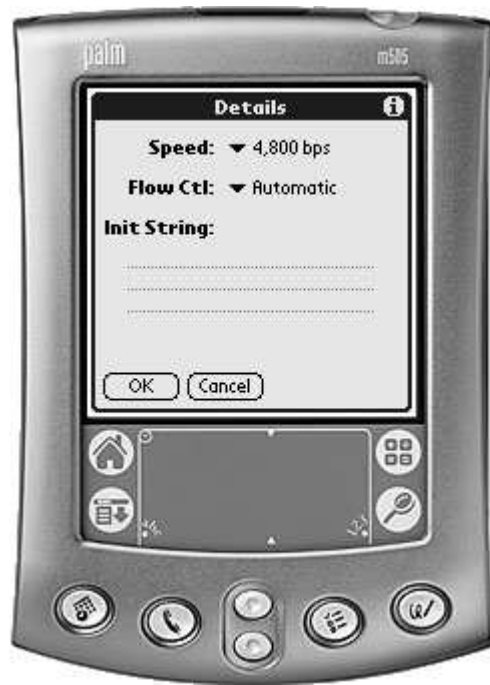 palm m505
Details i
Speed: 4,800 bps
Flow Ctl: Automatic
Init String:
OK Cancel